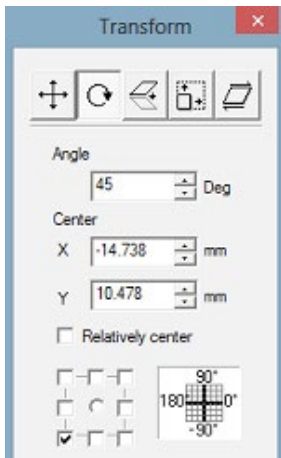 Transform
Angle
45 Deg
Center
X -14.738 mm
Y 10.478 mm
Relatively center
90°
180° 0°
-90°